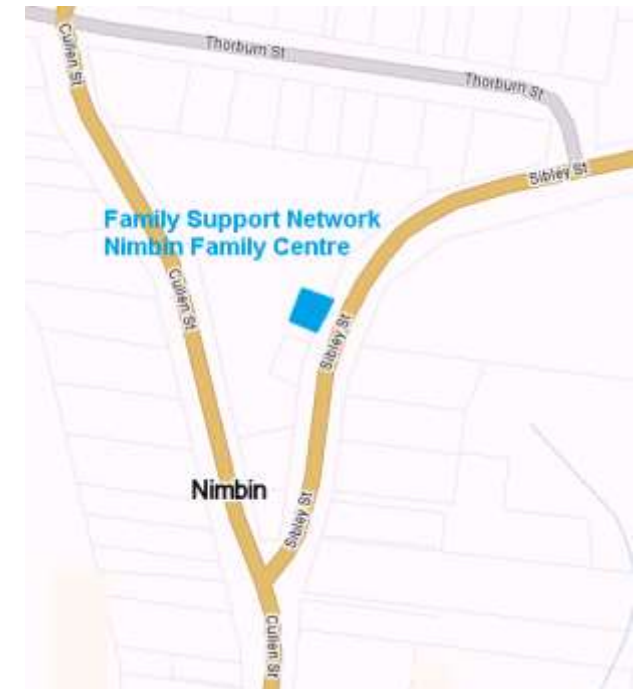 Cullen St
Thorburn St
Thorburn St
Sibley St
Family Support Network
Nimbin Family Centre
Cullen St
Sibley St
Nimbin
Sibley St
Cullen St